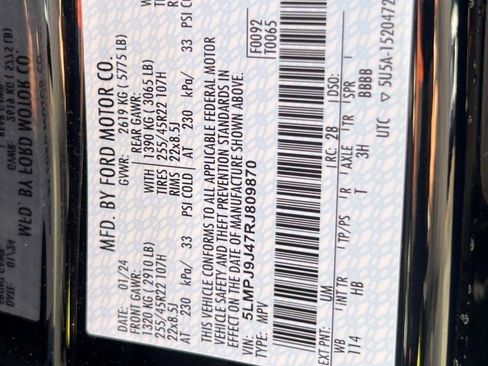 MFD. BY FORD MOTOR CO.
DATE: 01/24 GVWR: 2619 KG ( 5775 LB)
FRONT GAWR: REAR GAWR:
1320 KG ( 2910 LB) 1390 KG ( 3065 LB)
255/45R22 107H TIRES 255/45R22 107H TIRES
22x8.5J RIMS 22x8.5J RIMS
AT 230 kPa/ 33 PSI COLD AT 230 kPa/ 33 PSI COL
THIS VEHICLE CONFORMS TO ALL APPLICABLE FEDERAL MOTOR
VEHICLE SAFETY AND THEFT PREVENTION STANDARDS IN
EFFECT ON THE DATE OF MANUFACTURE SHOWN ABOVE.
VIN: 5LMPJ9J47RJ809870 F0092
TYPE: MPV T0065
EXT PNT: UM RC: 28 DSO:
WB INT TR TP/PS R AXLE TR SPR
114 HB T 3H BBBB
UTC 5U5A-1520472